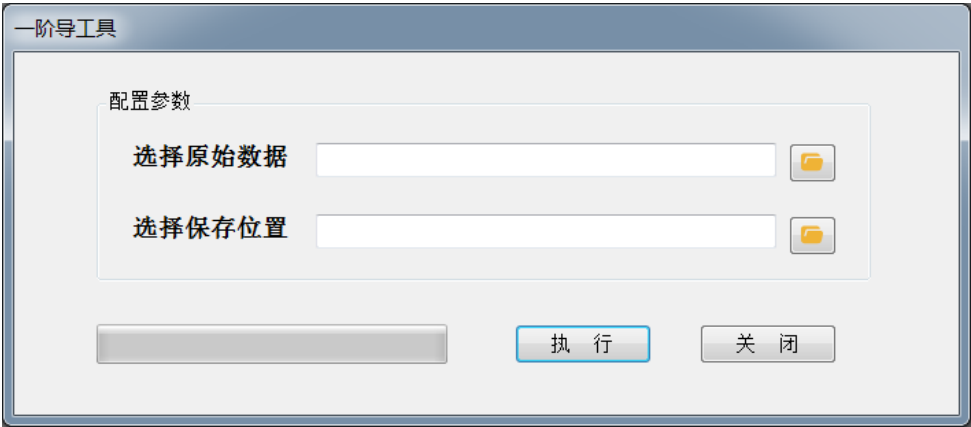 一阶导工具
配置参数
选择原始数据
选择保存位置
执 行
关 闭